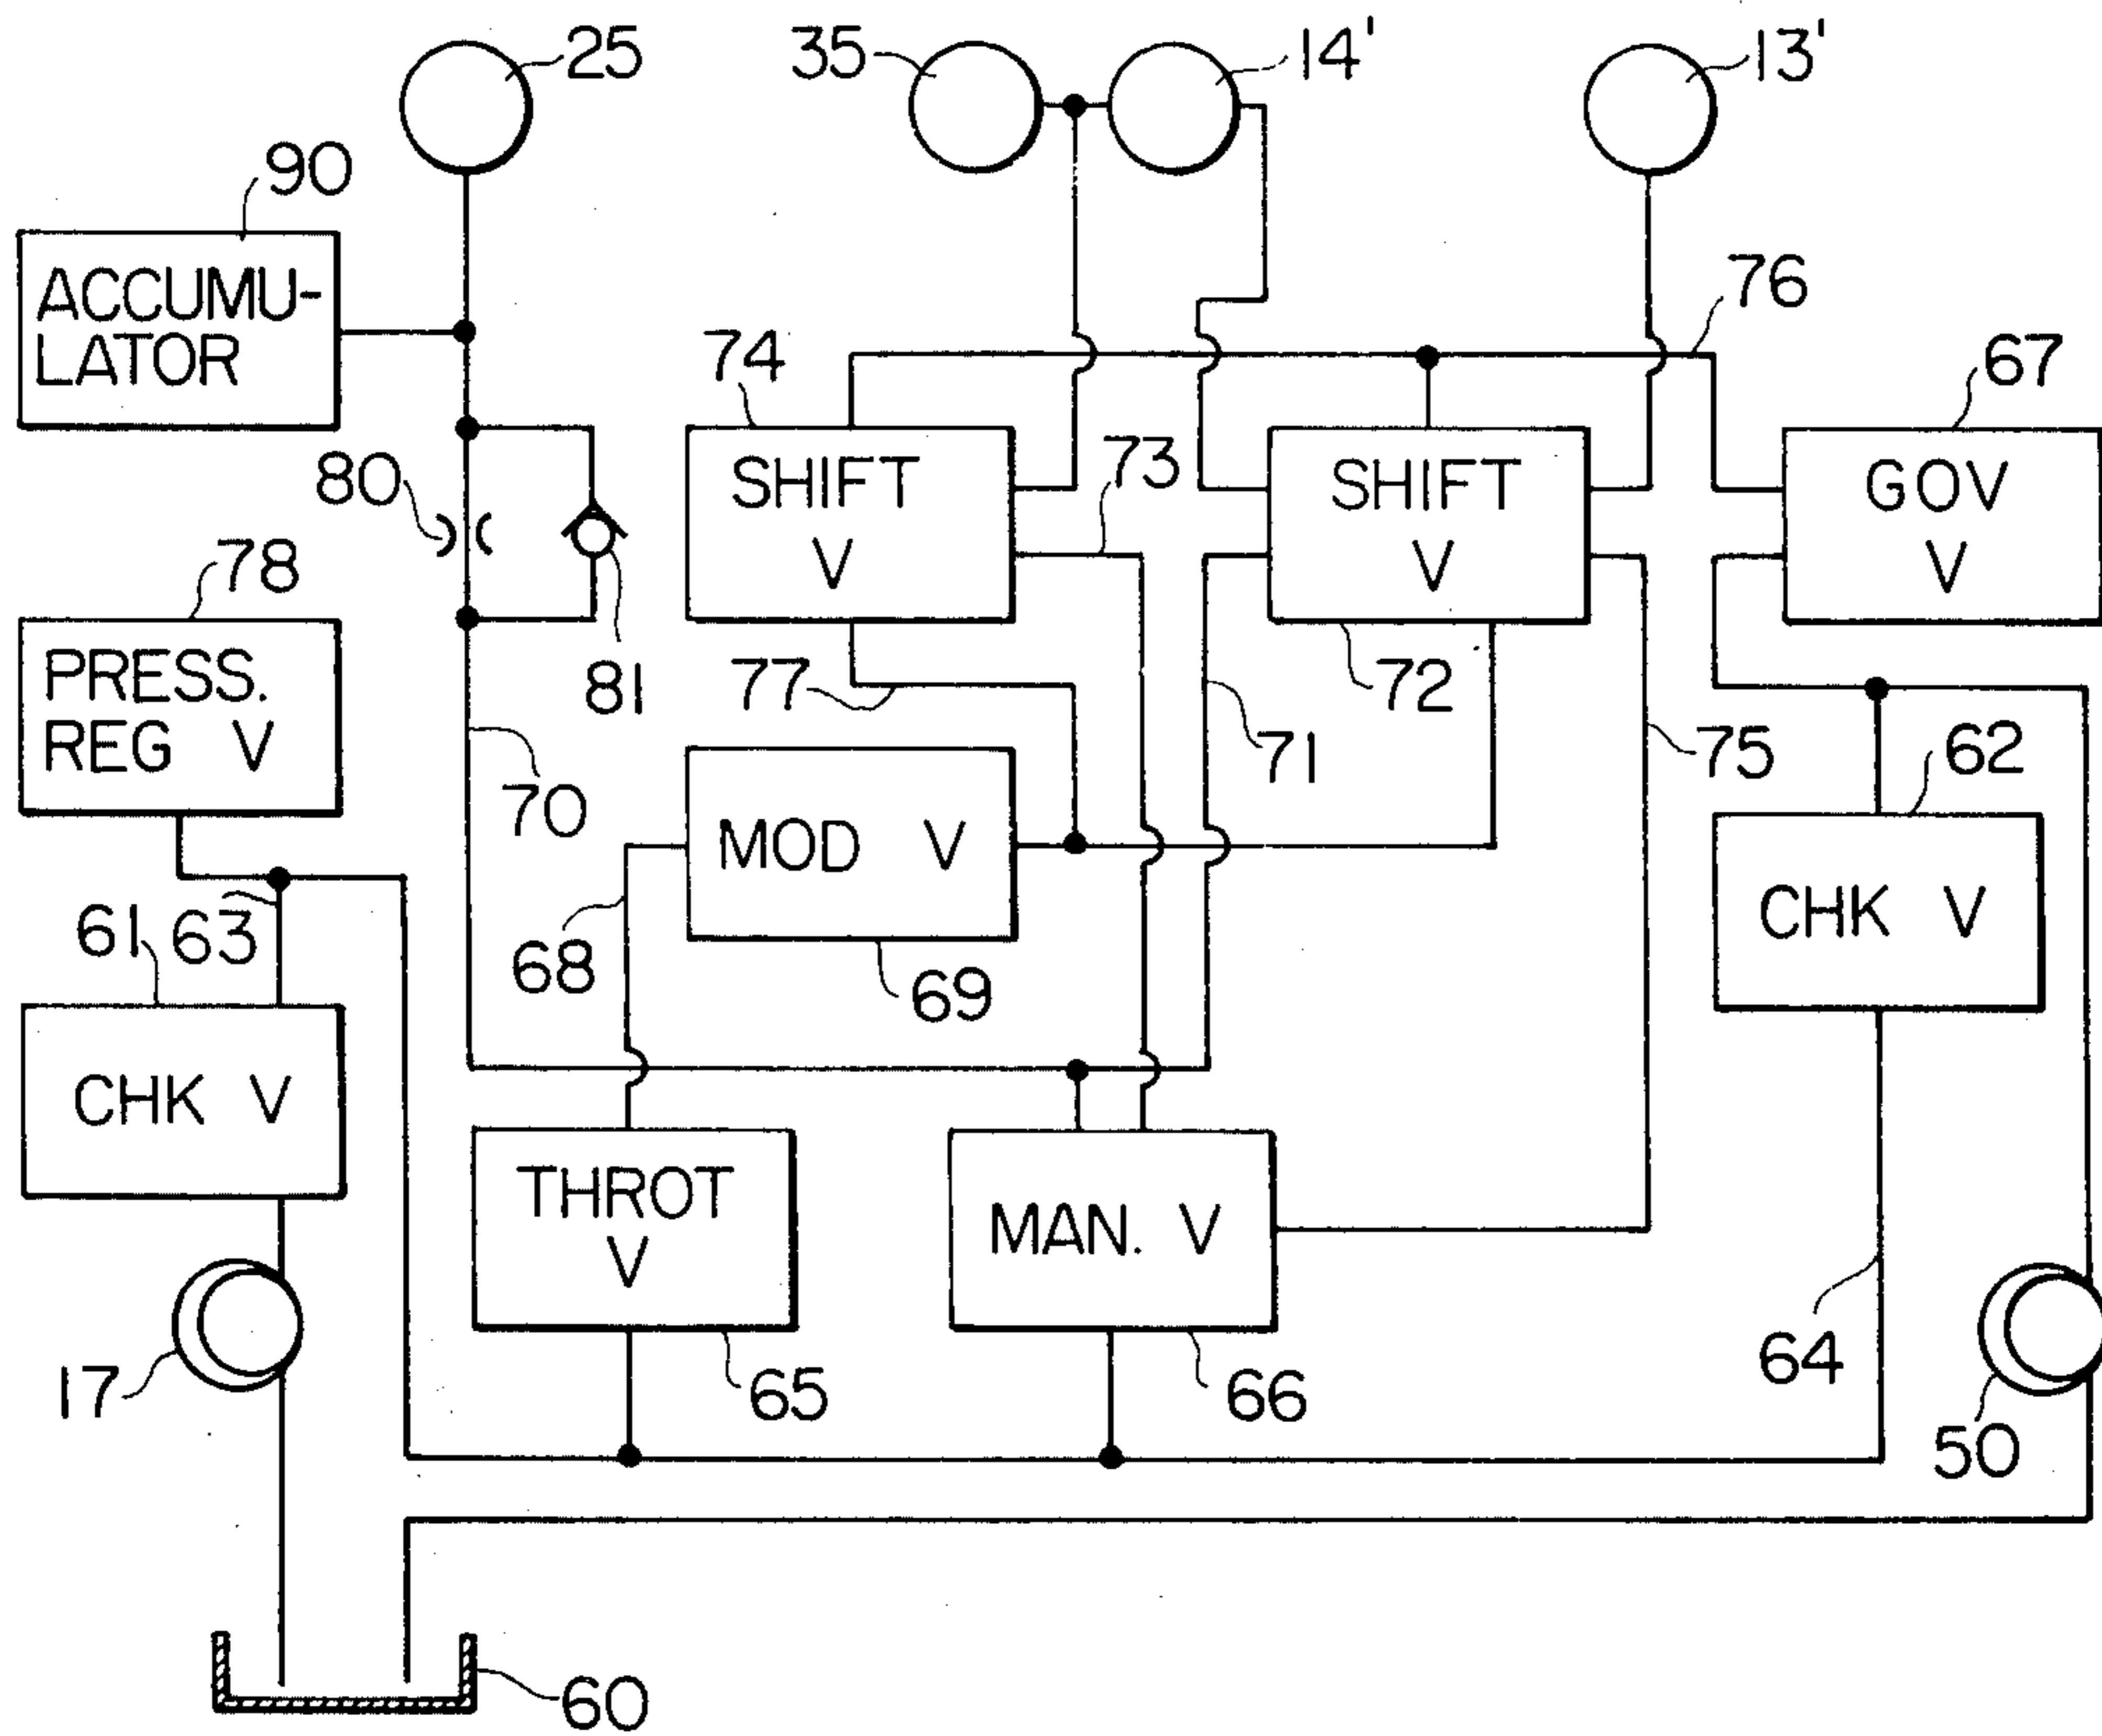 25
35
14'
13'
90
ACCUMU-
LATOR
76
74
67
SHIFT
V
73
SHIFT
V
GOV
V
80
78
81
PRESS.
REG V
77
72
71
75
62
70
MOD V
CHK V
61
63
68
69
CHK V
THROT
V
MAN. V
64
17
65
66
50
60